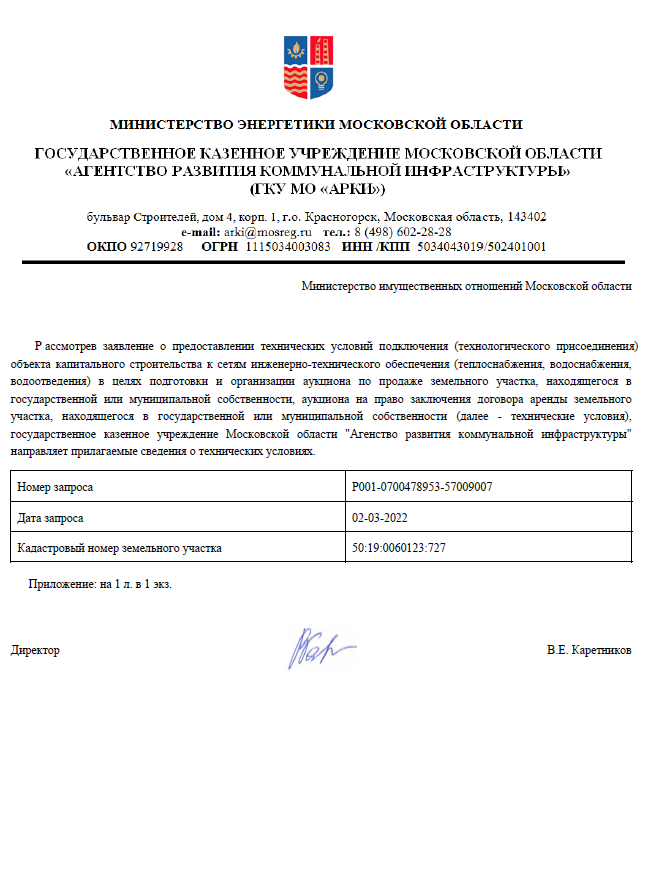 МИНИСТЕРСТВО ЭНЕРГЕТИКИ МОСКОВСКОЙ ОБЛАСТИ
ГОСУДАРСТВЕННОЕ КАЗЕННОЕ УЧРЕЖДЕНИЕ МОСКОВСКОЙ ОБЛАСТИ
«АГЕНТСТВО РАЗВИТИЯ КОММУНАЛЬНОЙ ИНФРАСТРУКТУРЫ»
(ГКУ МО «АРКИ»)
бульвар Строителей, дом 4, корп. 1, г.о. Красногорск, Московская область, 143402
e-mail: arki@mosreg.ru тел.: 8 (498) 602-28-28
ОКПО 92719928 ОГРН 1115034003083 ИНН /КПП 5034043019/502401001
Министерство имущественных отношений Московской области
Рассмотрев заявление о предоставлении технических условий подключения (технологического присоединения)
объекта капитального строительства к сетям инженерно-технического обеспечения (теплоснабжения, водоснабжения,
водоотведения) в целях подготовки и организации аукциона по продаже земельного участка, находящегося в
государственной или муниципальной собственности, аукциона на право заключения договора аренды земельного
участка, находящегося в государственной или муниципальной собственности (далее - технические условия),
государственное казенное учреждение Московской области "Агенство развития коммунальной инфраструктуры"
направляет прилагаемые сведения о технических условиях.
Номер запроса P001-0700478953-57009007
Дата запроса 02-03-2022
Кадастровый номер земельного участка 50:19:0060123:727
Приложение: на 1 л. в 1 экз.
Директор В.Е. Каретников